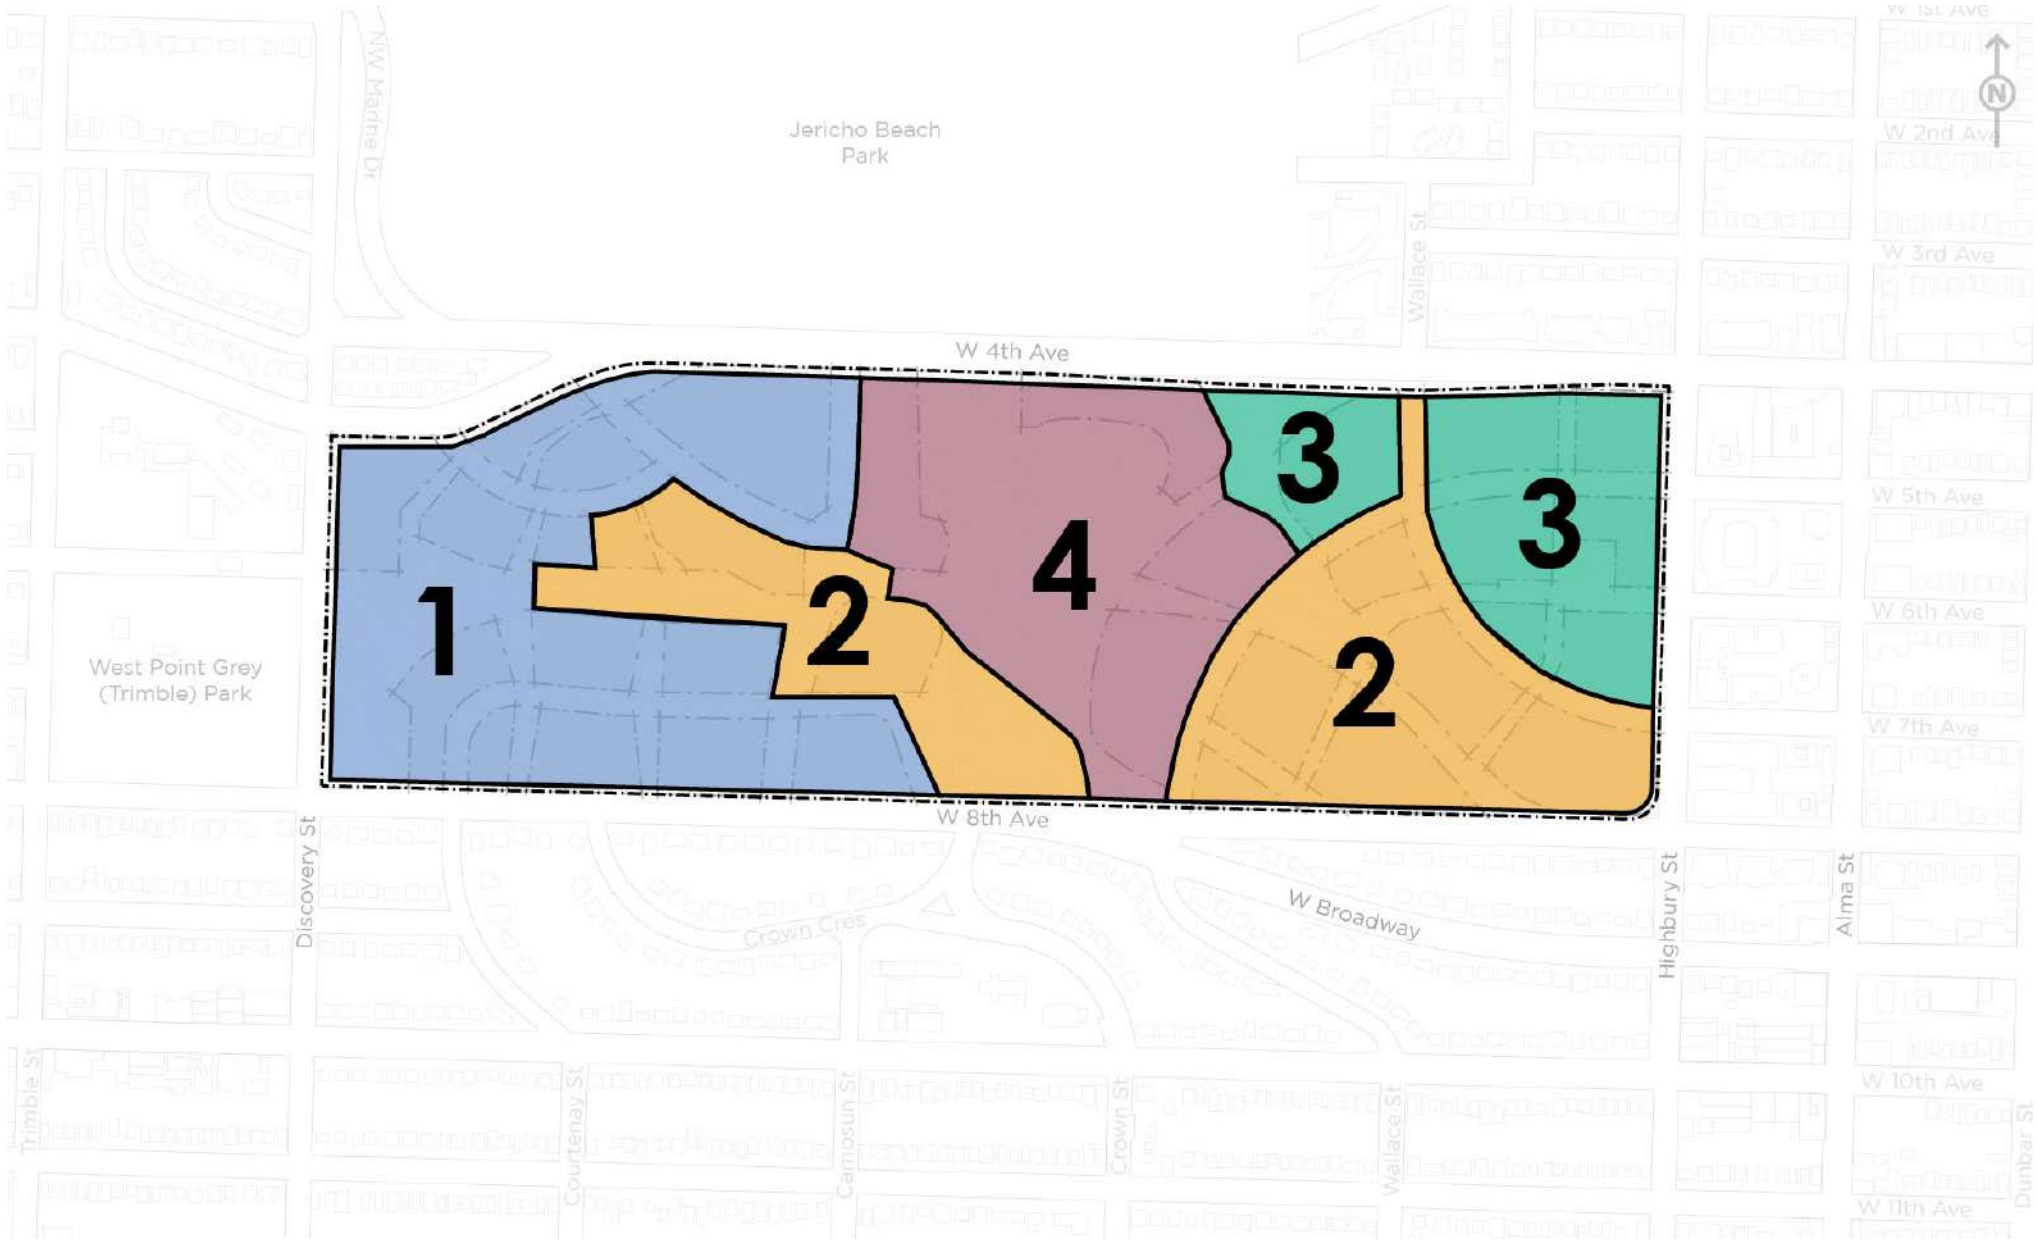 W 1st Ave
N
NW Marine Dr
Jericho Beach
Park
W 2nd Ave
Wallace St
W 3rd Ave
W 4th Ave
3
3
W 5th Ave
4
1
2
2
W 6th Ave
West Point Grey
(Trimble) Park
W 7th Ave
W 8th Ave
Discovery St
Highbury St
Alma St
W Broadway
Crown Cres
Trimble St
Courtenay St
Camosun St
Crown St
Wallace St
W 10th Ave
Dunbar St
W 11th Ave